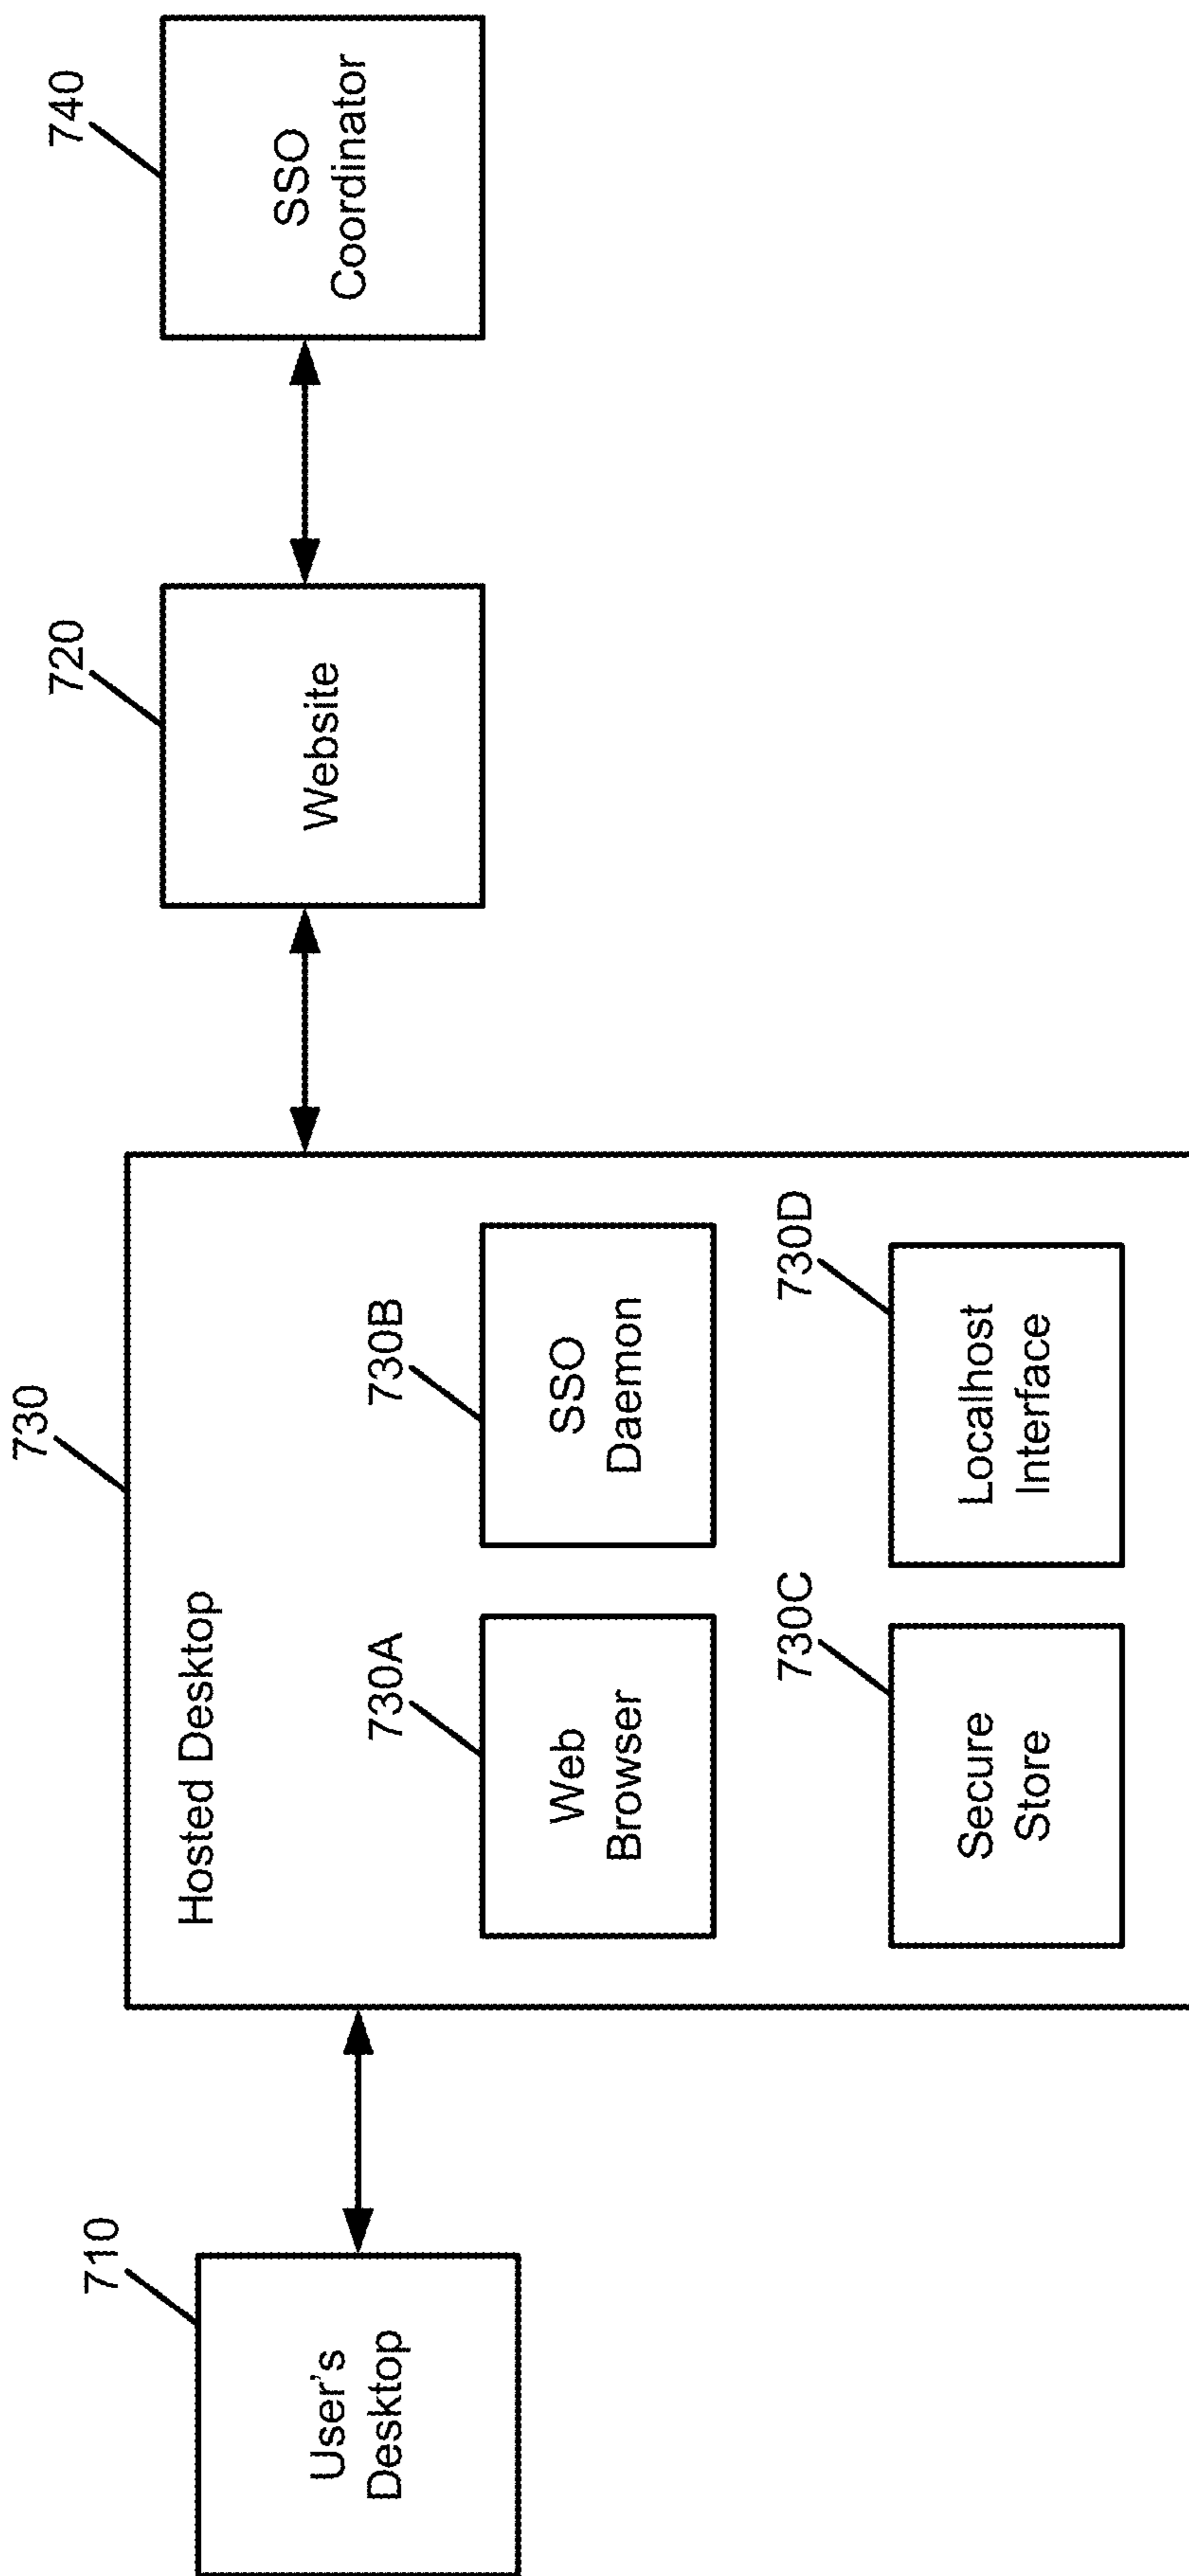 710
User's
Desktop
730
Hosted Desktop
730A
Web
Browser
730B
SSO
Daemon
730C
Secure
Store
730D
Localhost
Interface
720
Website
740
SSO
Coordinator